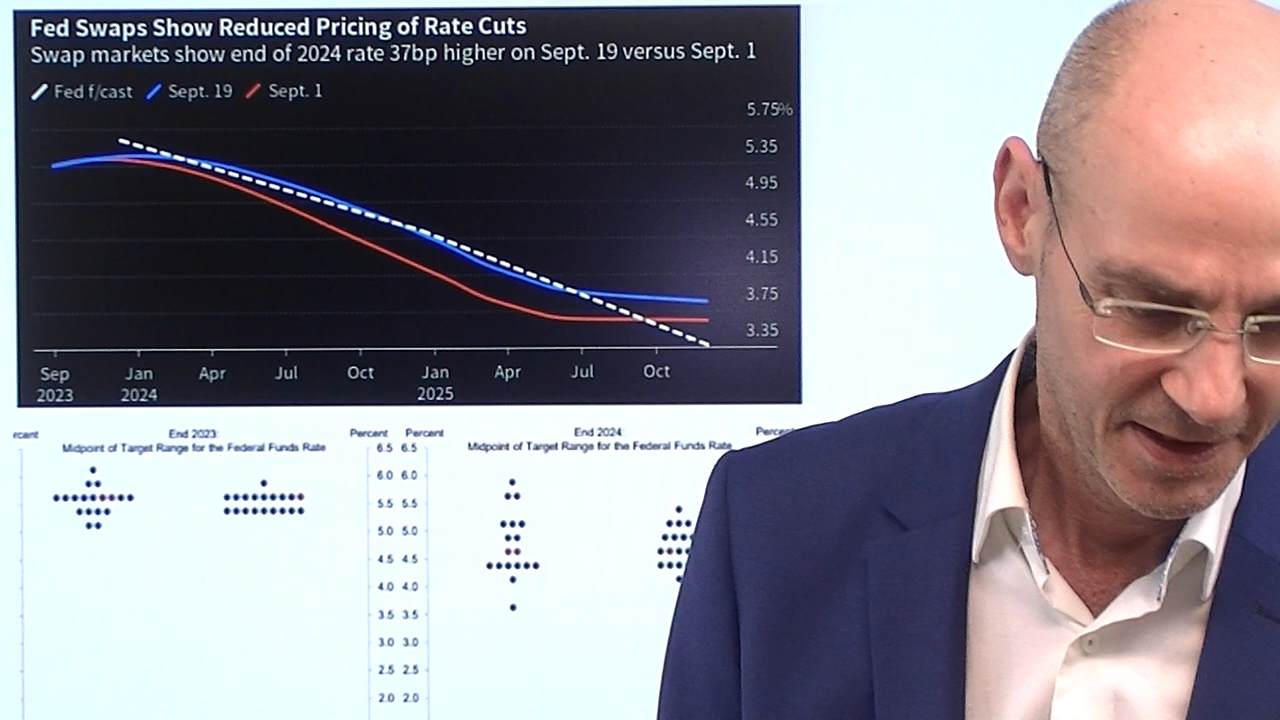 Fed Swaps Show Reduced Pricing of Rate Cuts
Swap markets show end of 2024 rate 37bp higher on Sept. 19 versus Sept. 1
Fed f/cast Sept. 19 Sept. 1
5.75%
5.35
4.95
4.55
4.15
3.75
3.35
Sep Jan Apr Jul Oct Jan Apr Jul Oct
2023 2024 2025
rcent End 2023: Percent Percent End 2024: Percent
Midpoint of Target Range for the Federal Funds Rate Midpoint of Target Range for the Federal Funds Rate
6.5 6.5
6.0 6.0
5.5 5.5
5.0 5.0
4.5 4.5
4.0 4.0
3.5 3.5
3.0 3.0
2.5 2.5
2.0 2.0